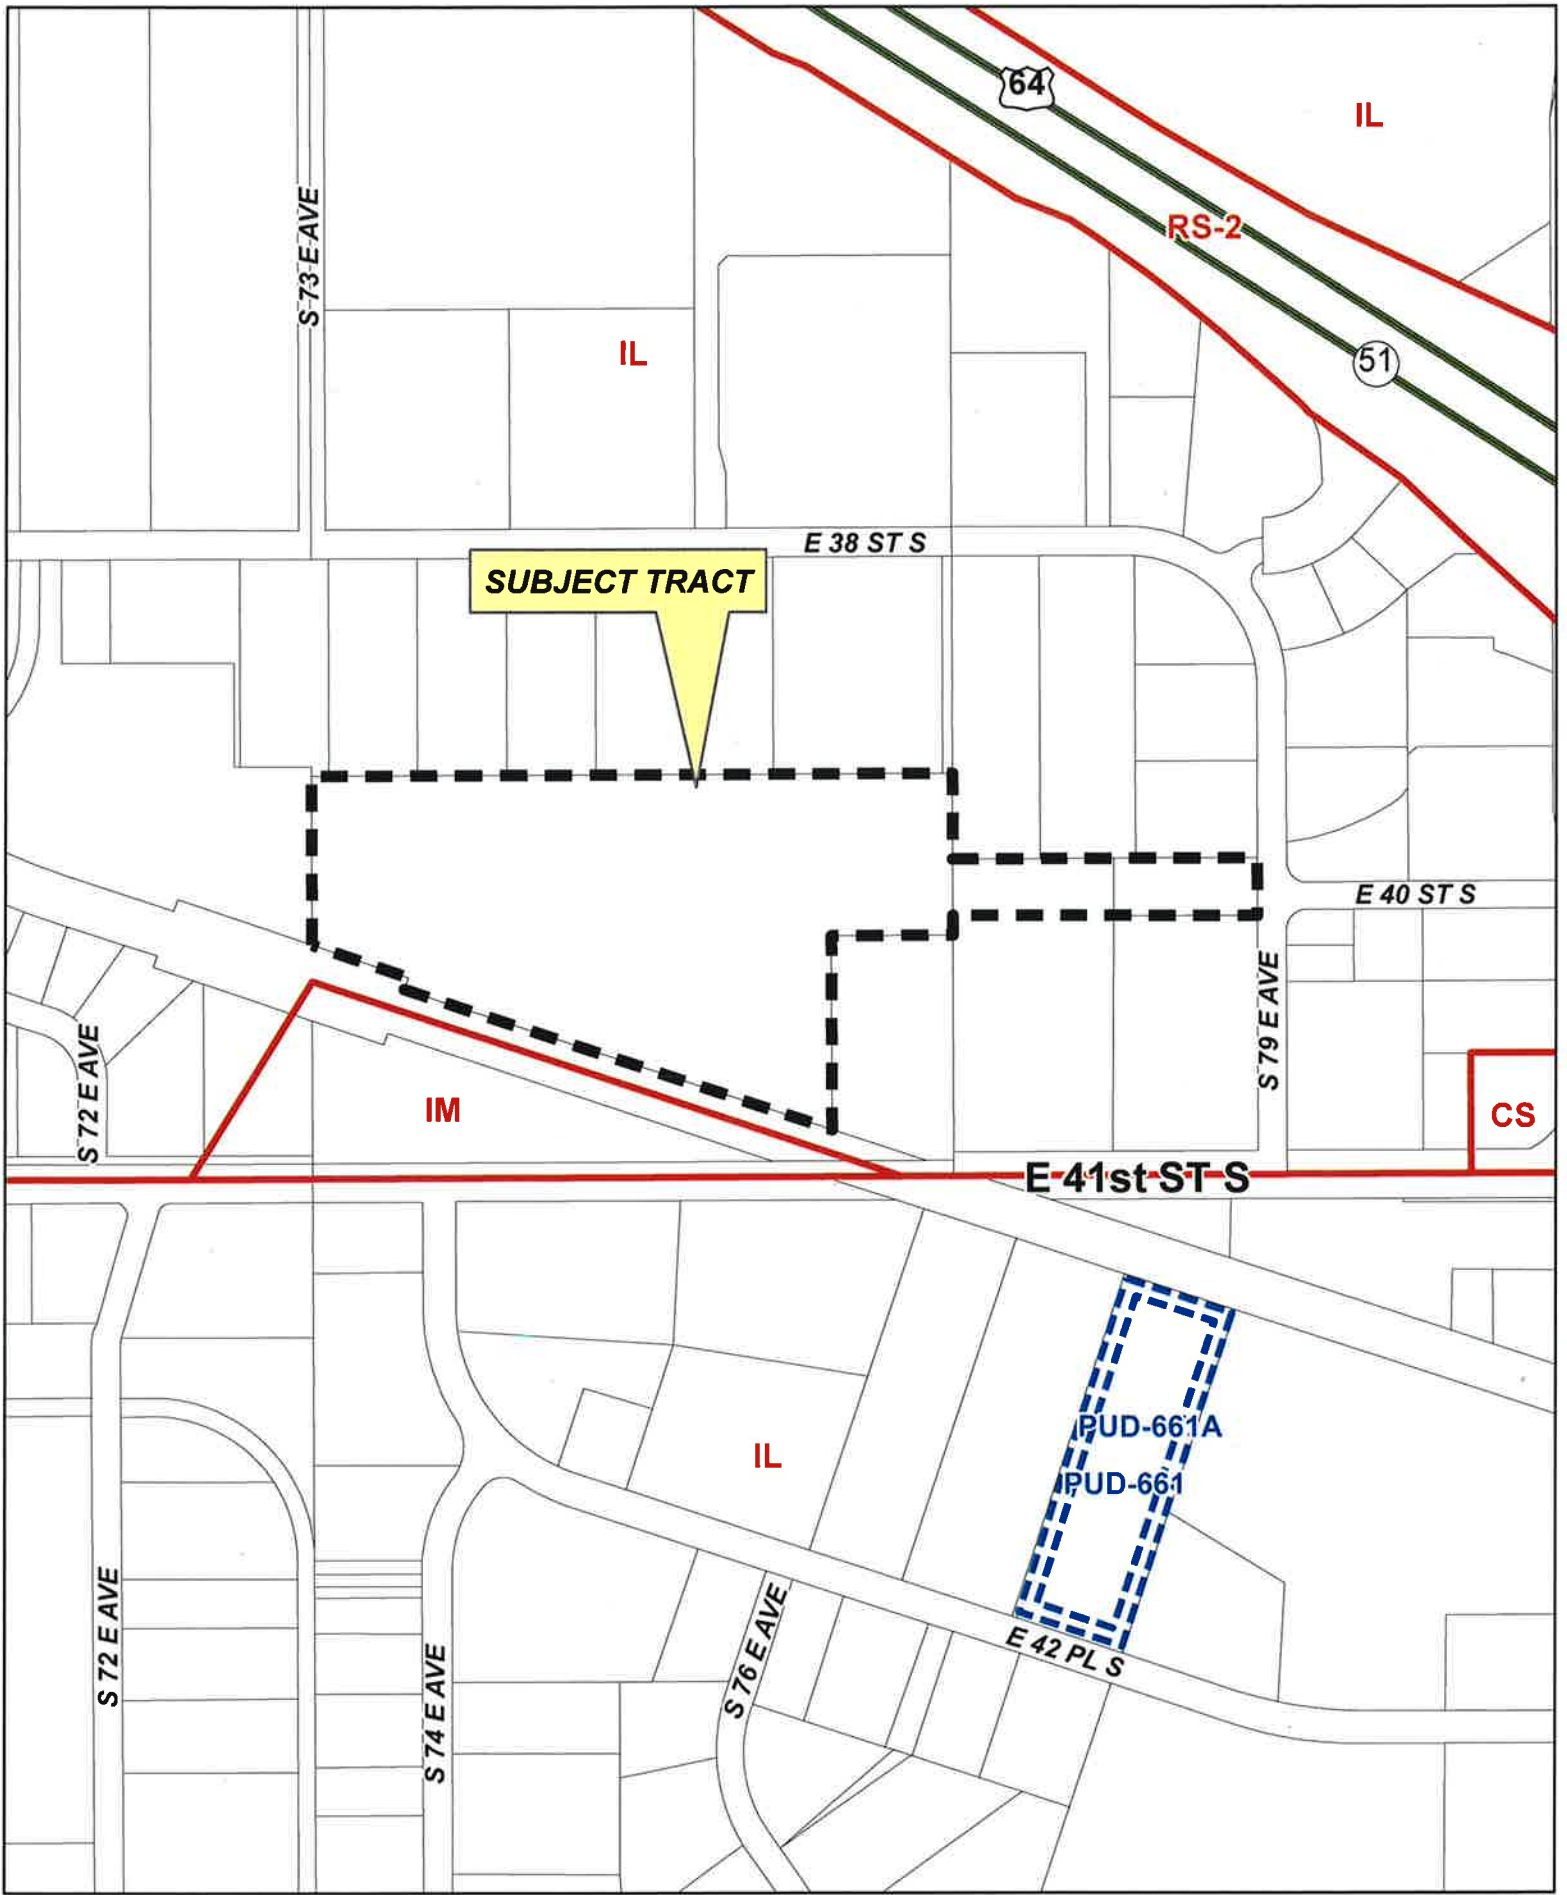 64
IL
S 73 E AVE
RS-2
IL
51
E 38 ST S
SUBJECT TRACT
E 40 ST S
S 79 E AVE
S 72 E AVE
IM
CS
E 41st ST S
PUD-661A
IL
PUD-661
S 72 E AVE
S 76 E AVE
E 42 PL S
S 74 E AVE